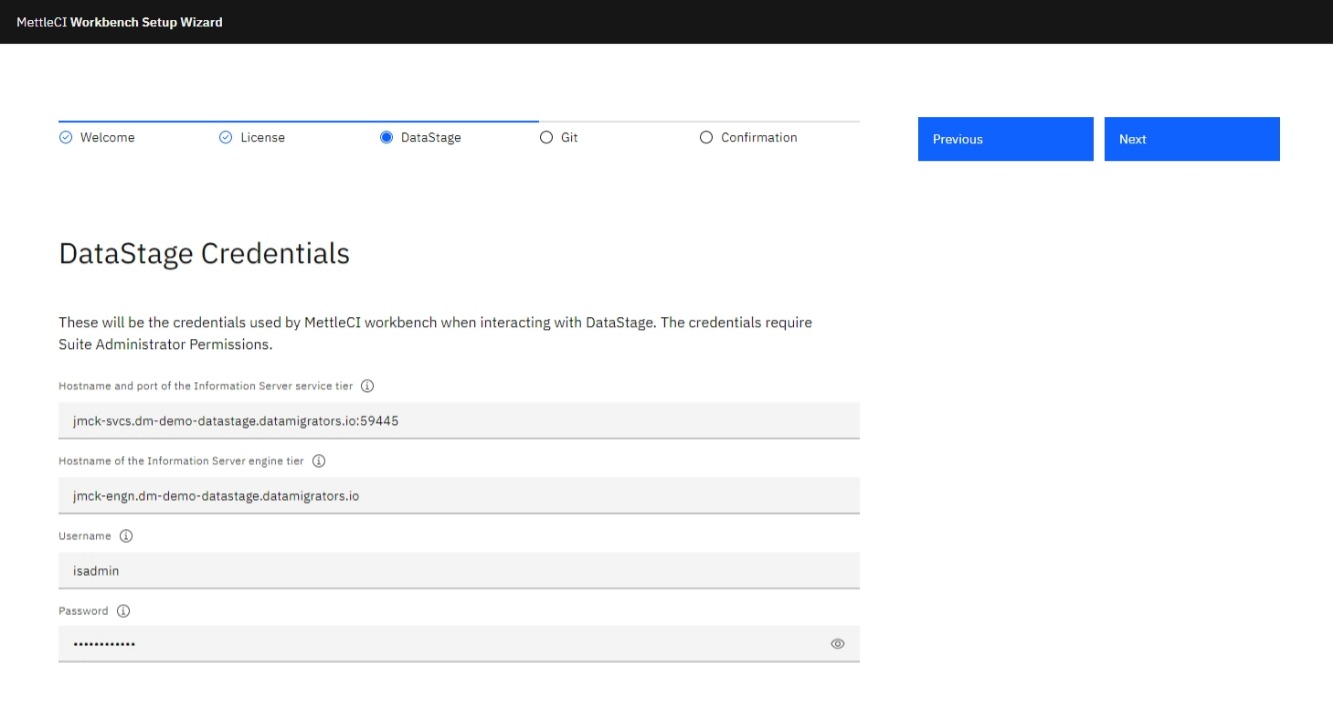 MettleCI Workbench Setup Wizard
Welcome
License
DataStage
Git
Confirmation
Previous
Next
DataStage Credentials
These will be the credentials used by MettleCI workbench when interacting with DataStage. The credentials require
Suite Administrator Permissions.
Hostname and port of the Information Server service tier
jmck-svcs.dm-demo-datastage.datamigrators.io:59445
Hostname of the Information Server engine tier
jmck-engn.dm-demo-datastage.datamigrators.io
Username
isadmin
Password
••••••••••••